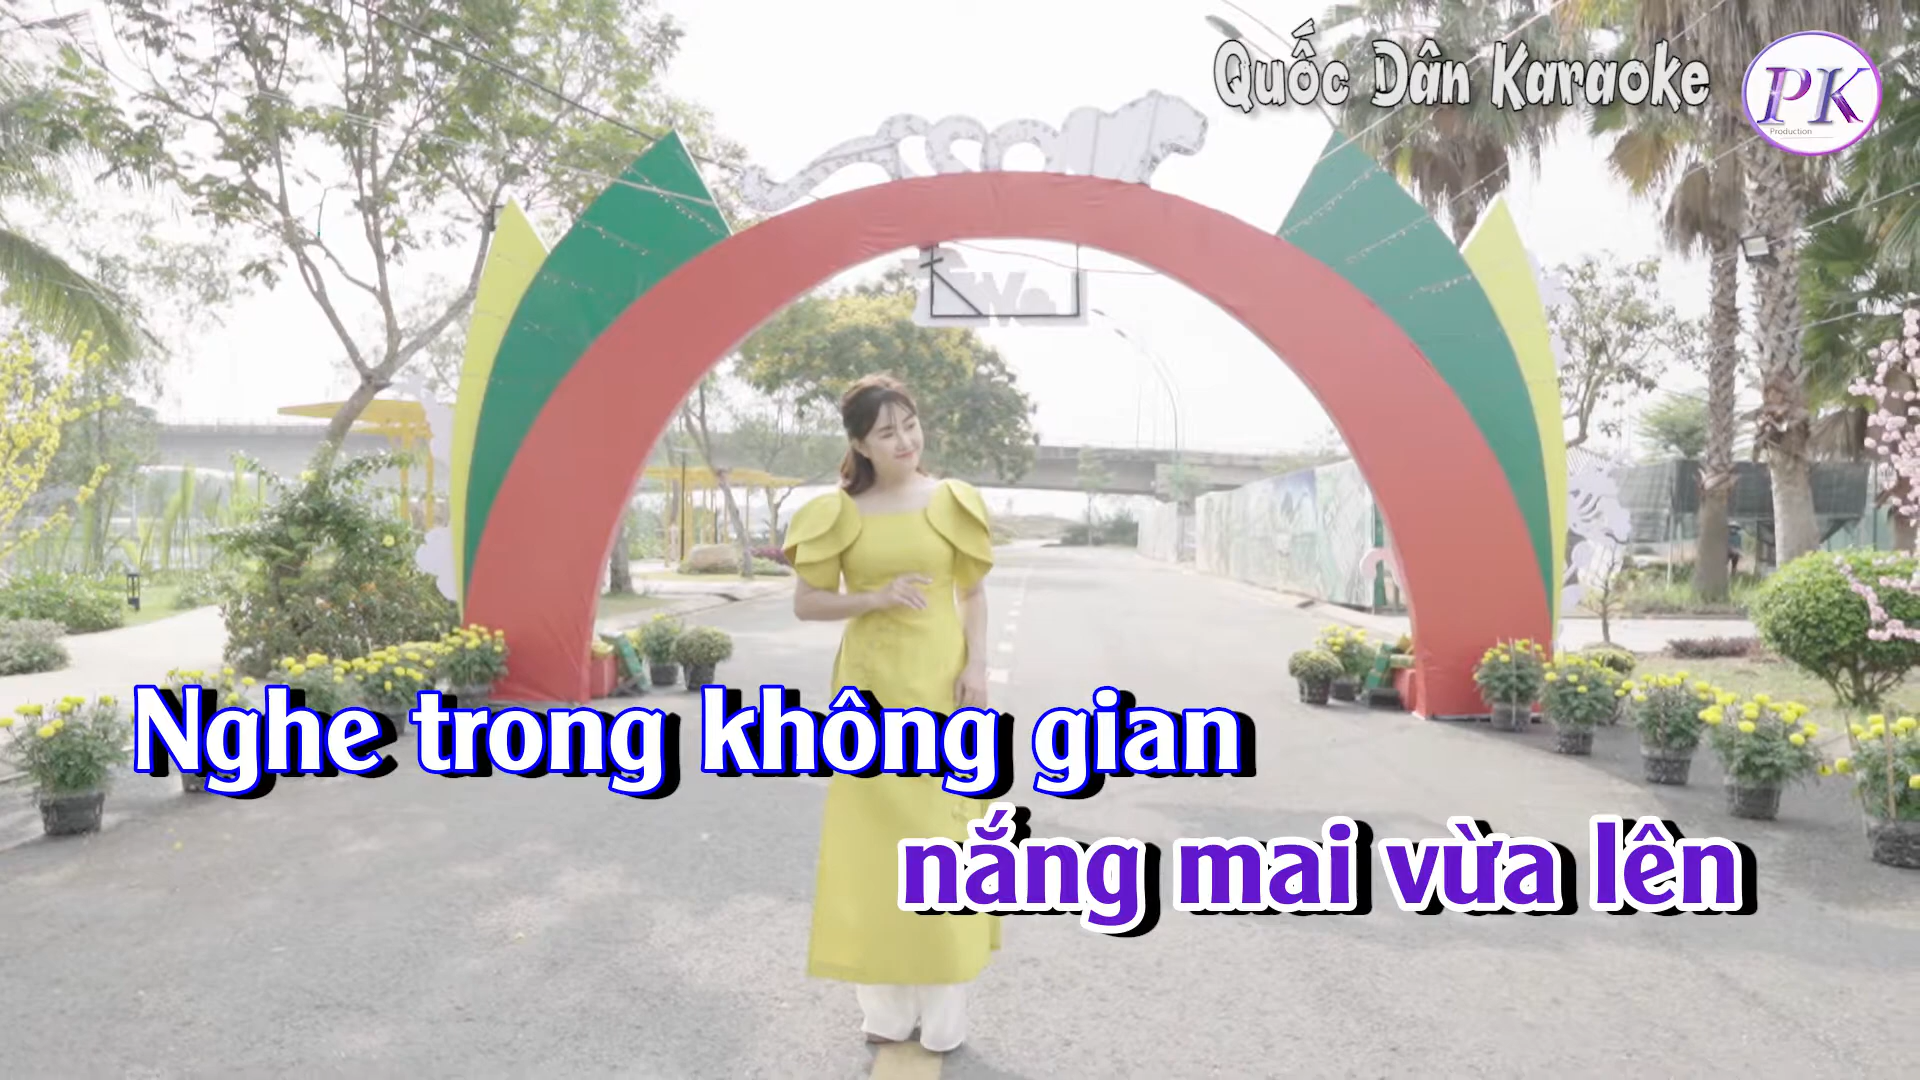 Quốc Dân Karaoke
PK
Production
Nghe trong không gian
nắng mai vừa lên